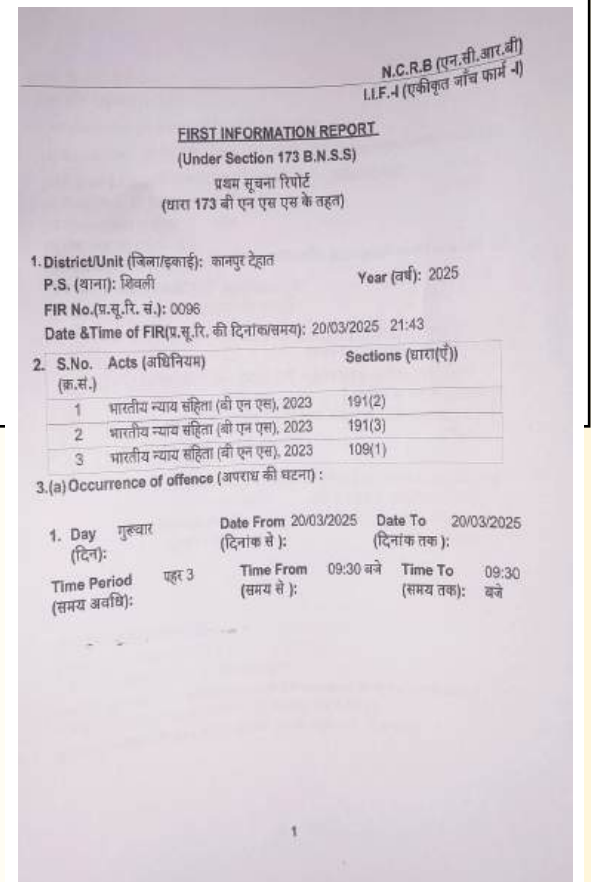 N.C.R.B (एन.सी.आर.बी)
I.I.F.-I (एकीकृत जाँच फार्म -I)
FIRST INFORMATION REPORT
(Under Section 173 B.N.S.S)
प्रथम सूचना रिपोर्ट
(धारा 173 बी एन एस एस के तहत)
1. District/Unit (जिला/इकाई): कानपुर देहात
P.S. (थाना): शिवली Year (वर्ष): 2025
FIR No.(प्र.सू.रि. सं.): 0096
Date &Time of FIR(प्र.सू.रि. की दिनांक/समय): 20/03/2025 21:43
2. S.No. Acts (अधिनियम) Sections (धारा(एँ))
(क्र.सं.)
1 भारतीय न्याय संहिता (बी एन एस), 2023 191(2)
2 भारतीय न्याय संहिता (बी एन एस), 2023 191(3)
3 भारतीय न्याय संहिता (बी एन एस), 2023 109(1)
3.(a) Occurrence of offence (अपराध की घटना) :
1. Day गुरूवार Date From 20/03/2025 Date To 20/03/2025
(दिन): (दिनांक से ): (दिनांक तक ):
Time Period पहर 3 Time From 09:30 बजे Time To 09:30
(समय अवधि): (समय से ): (समय तक): बजे
1